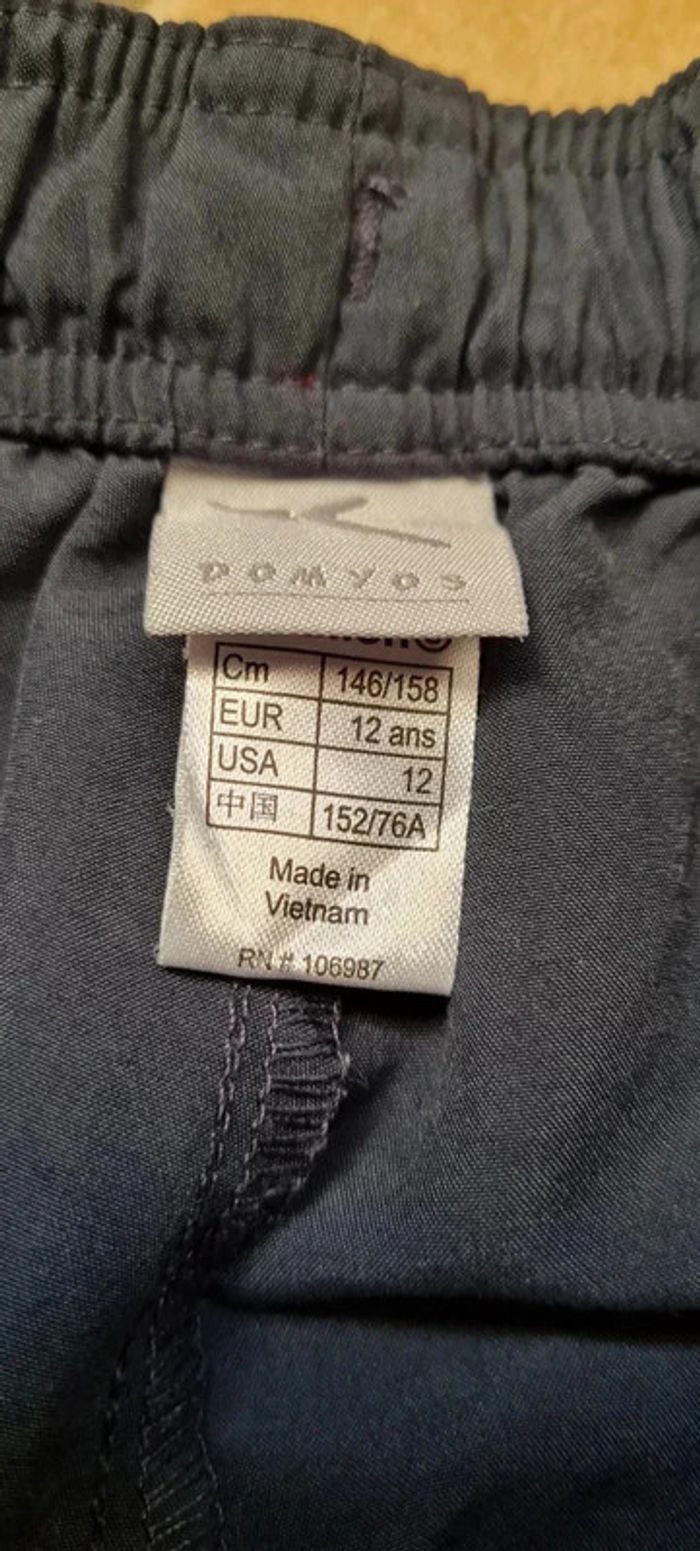 DOMYOS
Cm 146/158
EUR 12 ans
USA 12
中国 152/76A
Made in
Vietnam
RN # 106987